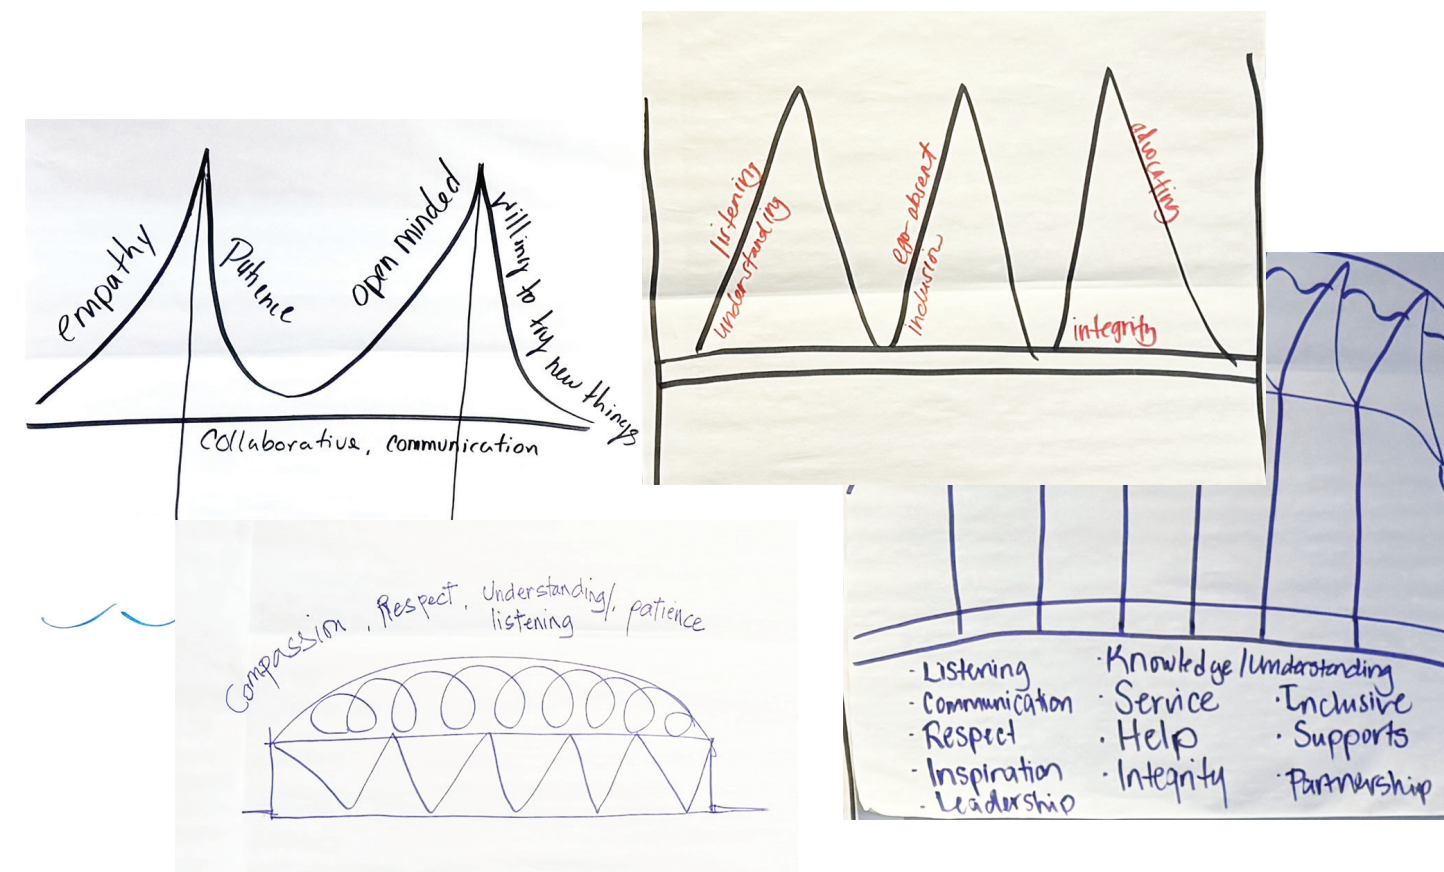 empathy
Patience
open minded
willing to try new things
Collaborative, communication
listening
understanding
ego-absent
inclusion
integrity
advocating
Compassion, Respect, Understanding/, patience
listening
· Listening
· Communication
· Respect
· Inspiration
· Leadership
· Knowledge/Understanding
· Service
· Help
· Integrity
· Inclusive
· Supports
· Partnership